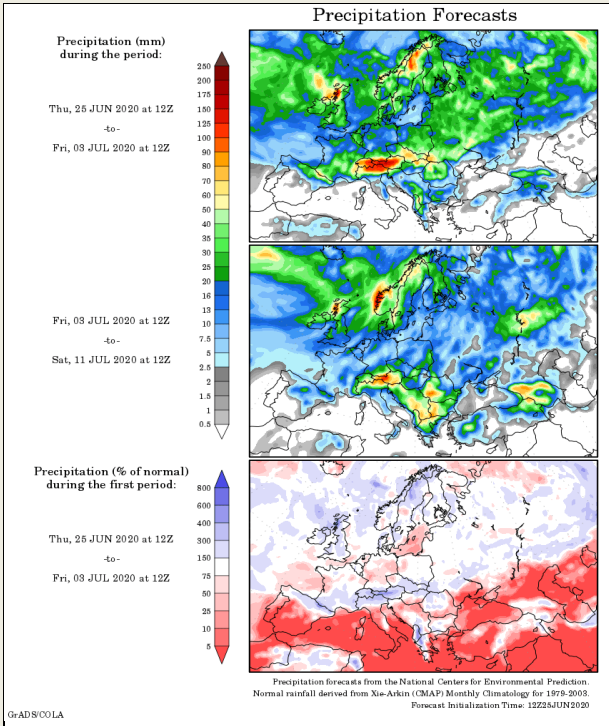 Precipitation Forecasts
Precipitation (mm)
during the period:
Thu, 25 JUN 2020 at 12Z
-to-
Fri, 03 JUL 2020 at 12Z
Fri, 03 JUL 2020 at 12Z
-to-
Sat, 11 JUL 2020 at 12Z
250
200
175
150
125
100
90
80
70
60
50
40
35
30
25
20
16
13
10
7.5
5
2.5
2
1.5
1
0.5
Precipitation (% of normal)
during the first period:
Thu, 25 JUN 2020 at 12Z
-to-
Fri, 03 JUL 2020 at 12Z
800
600
400
300
150
75
50
25
10
5
Precipitation forecasts from the National Centers for Environmental Prediction.
Normal rainfall derived from Xie-Arkin (CMAP) Monthly Climatology for 1979-2003.
Forecast Initialization Time: 12Z25JUN2020
GrADS/COLA